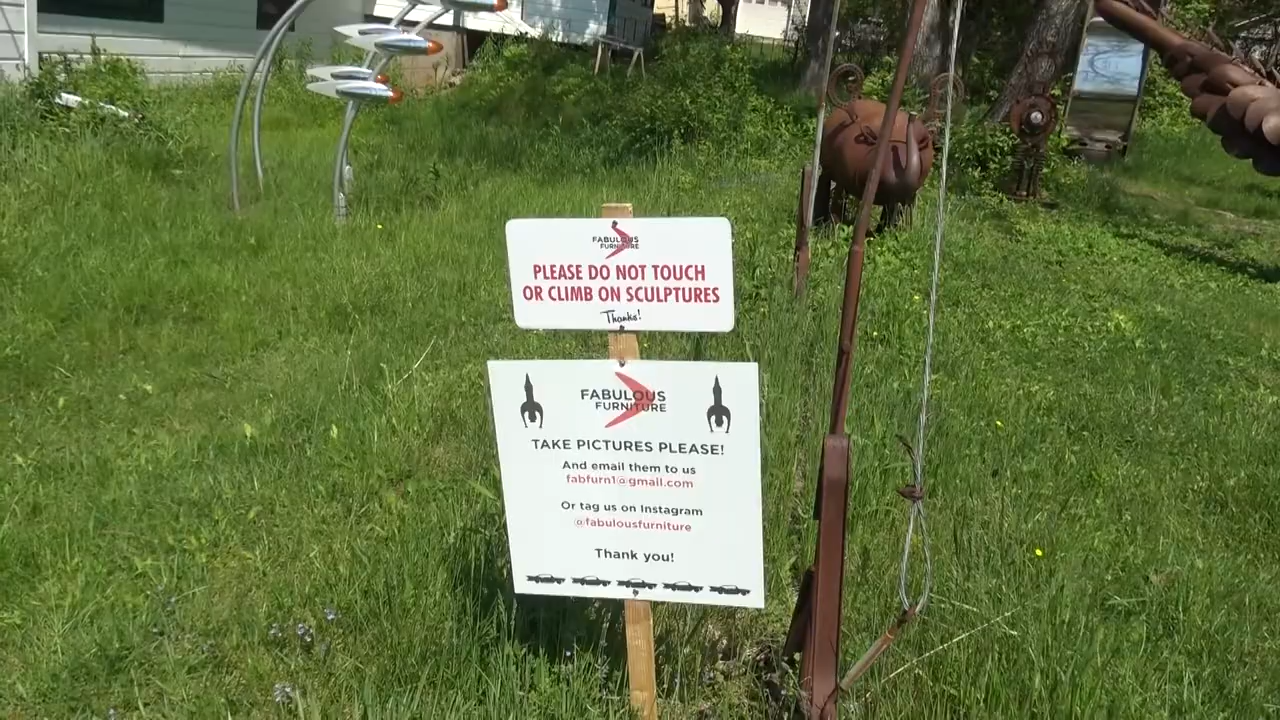 FABULOUS
FURNITURE
PLEASE DO NOT TOUCH
OR CLIMB ON SCULPTURES
Thanks!
FABULOUS
FURNITURE
TAKE PICTURES PLEASE!
And email them to us
fabfurn1@gmail.com
Or tag us on Instagram
@fabulousfurniture
Thank you!